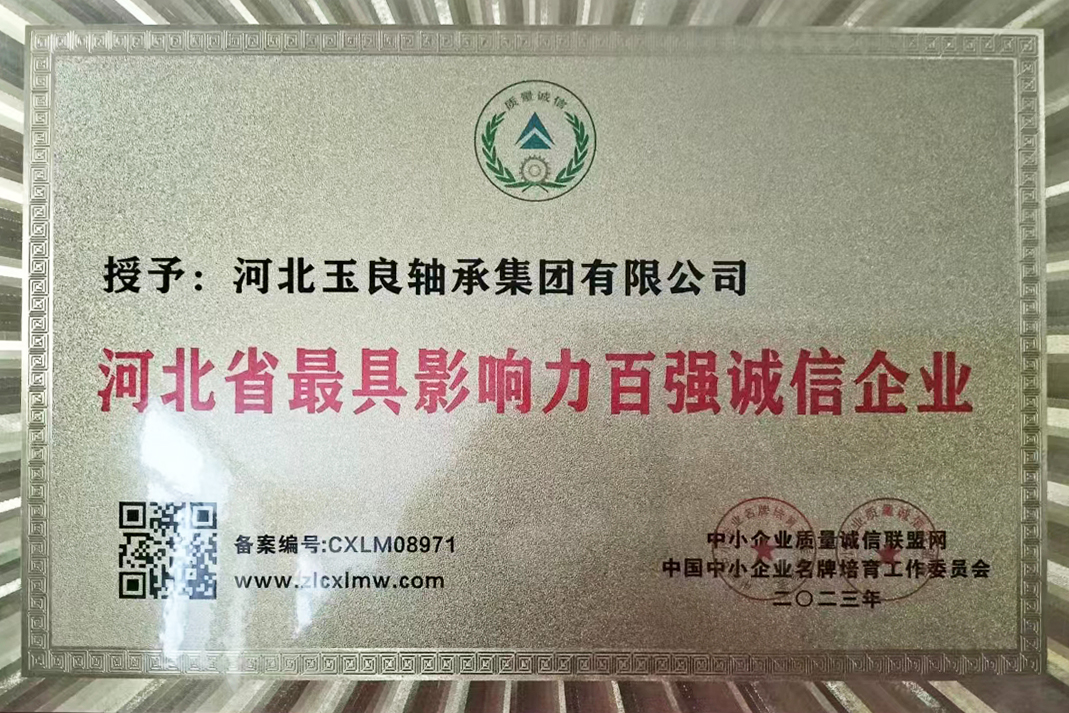 质量诚信
授予：河北玉良轴承集团有限公司
河北省最具影响力百强诚信企业
备案编号:CXLM08971
www.zlcxlmw.com
中小企业质量诚信联盟网
中国中小企业名牌培育工作委员会
二〇二三年